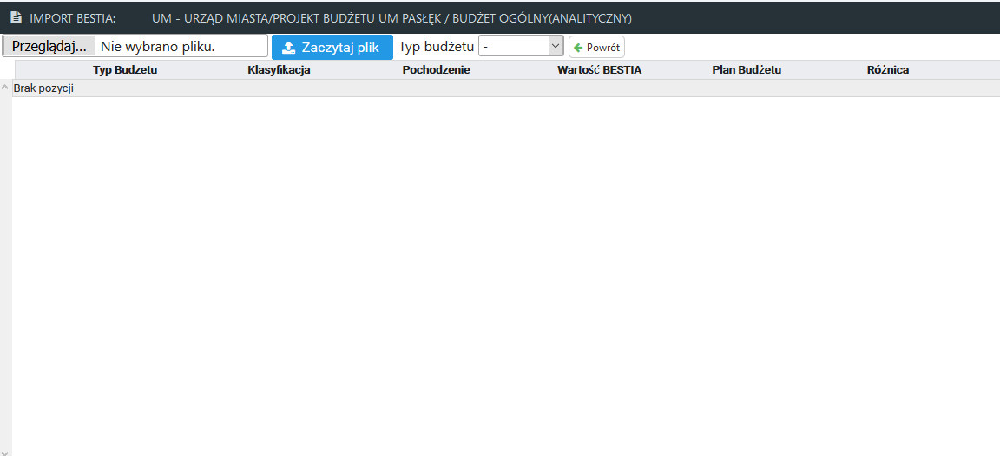 IMPORT BESTIA: UM - URZĄD MIASTA/PROJEKT BUDŻETU UM PASŁĘK / BUDŻET OGÓLNY(ANALITYCZNY)
Przeglądaj... Nie wybrano pliku. Zaczytaj plik Typ budżetu - Powrót
Typ Budzetu Klasyfikacja Pochodzenie Wartość BESTIA Plan Budżetu Różnica
Brak pozycji